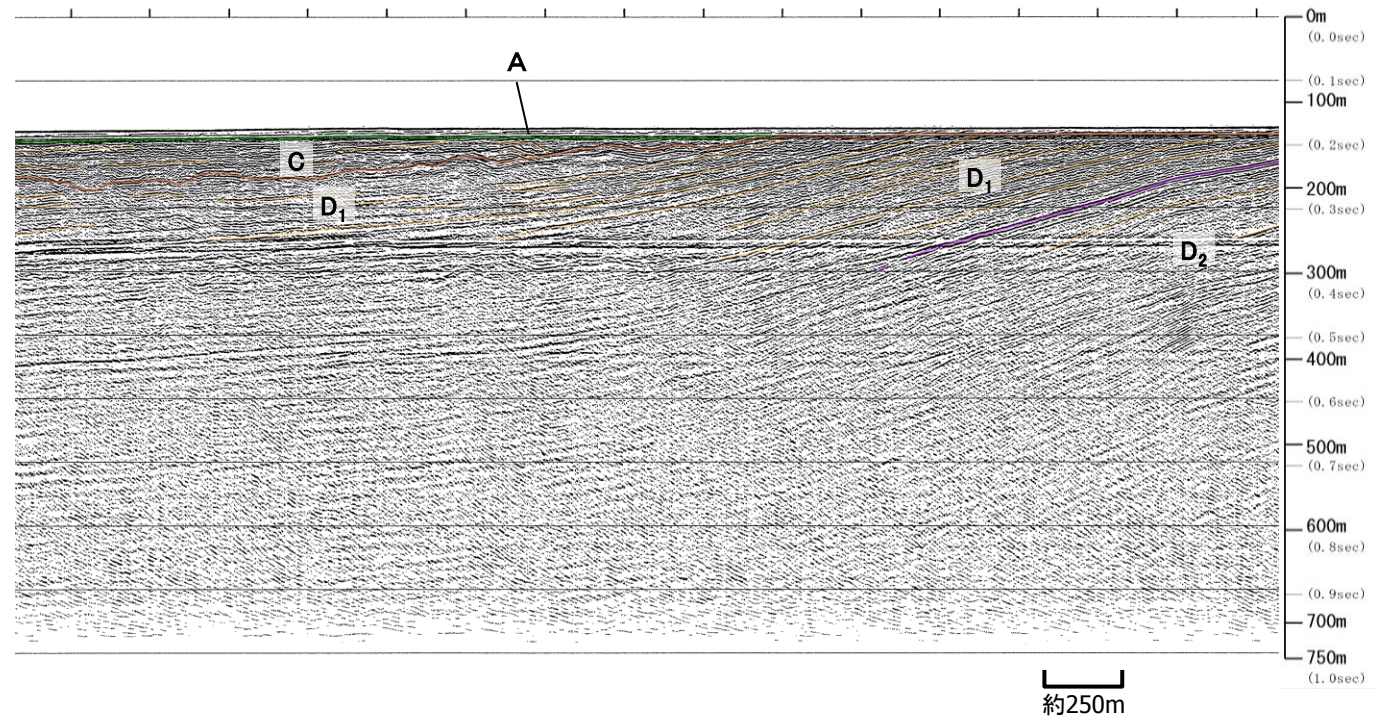 0m
(0.0sec)
A
(0.1sec)
100m
(0.2sec)
C
D₁
200m
D₁
(0.3sec)
D₂
300m
(0.4sec)
(0.5sec)
400m
(0.6sec)
500m
(0.7sec)
600m
(0.8sec)
(0.9sec)
700m
750m
(1.0sec)
約250m